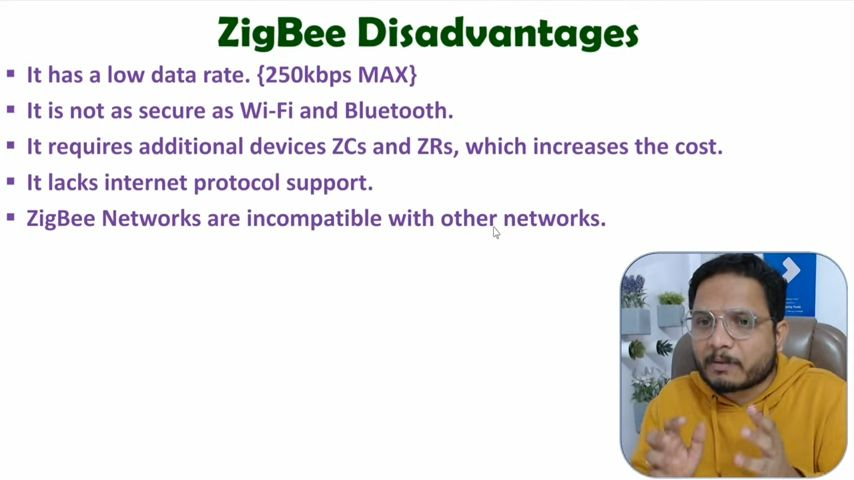 ZigBee Disadvantages
▪ It has a low data rate. {250kbps MAX}
▪ It is not as secure as Wi-Fi and Bluetooth.
▪ It requires additional devices ZCs and ZRs, which increases the cost.
▪ It lacks internet protocol support.
▪ ZigBee Networks are incompatible with other networks.